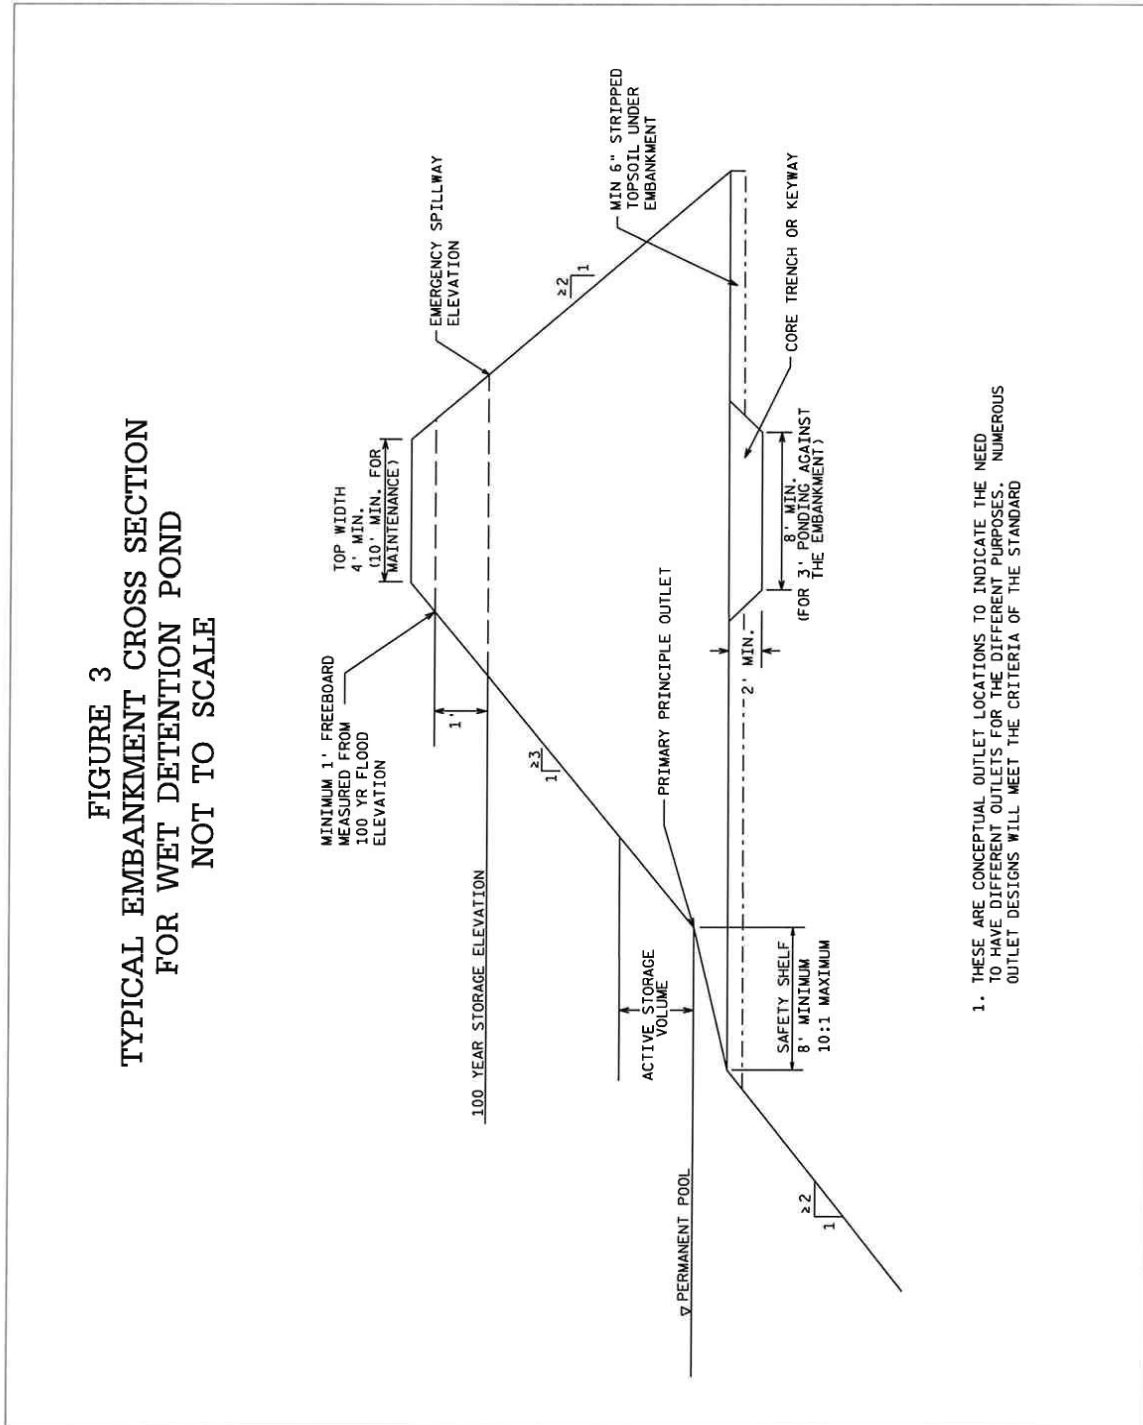 FIGURE 3
TYPICAL EMBANKMENT CROSS SECTION
FOR WET DETENTION POND
NOT TO SCALE
MINIMUM 1' FREEBOARD
MEASURED FROM
100 YR FLOOD
ELEVATION
TOP WIDTH
4' MIN.
(10' MIN. FOR
MAINTENANCE)
EMERGENCY SPILLWAY
ELEVATION
1'
100 YEAR STORAGE ELEVATION
≥3
1
≥2
1
MIN 6" STRIPPED
TOPSOIL UNDER
EMBANKMENT
ACTIVE STORAGE
VOLUME
PRIMARY PRINCIPLE OUTLET
▽ PERMANENT POOL
2' MIN.
CORE TRENCH OR KEYWAY
8' MIN.
(FOR 3' PONDING AGAINST
THE EMBANKMENT)
SAFETY SHELF
8' MINIMUM
10:1 MAXIMUM
≥2
1
1. THESE ARE CONCEPTUAL OUTLET LOCATIONS TO INDICATE THE NEED
TO HAVE DIFFERENT OUTLETS FOR THE DIFFERENT PURPOSES. NUMEROUS
OUTLET DESIGNS WILL MEET THE CRITERIA OF THE STANDARD